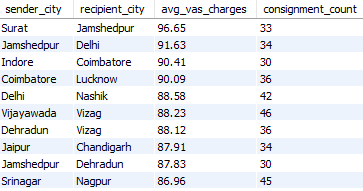 sender_city recipient_city avg_vas_charges consignment_count
Surat Jamshedpur 96.65 33
Jamshedpur Delhi 91.63 34
Indore Coimbatore 90.41 30
Coimbatore Lucknow 90.09 36
Delhi Nashik 88.58 42
Vijayawada Vizag 88.23 46
Dehradun Vizag 88.12 36
Jaipur Chandigarh 87.91 34
Jamshedpur Dehradun 87.83 30
Srinagar Nagpur 86.96 45